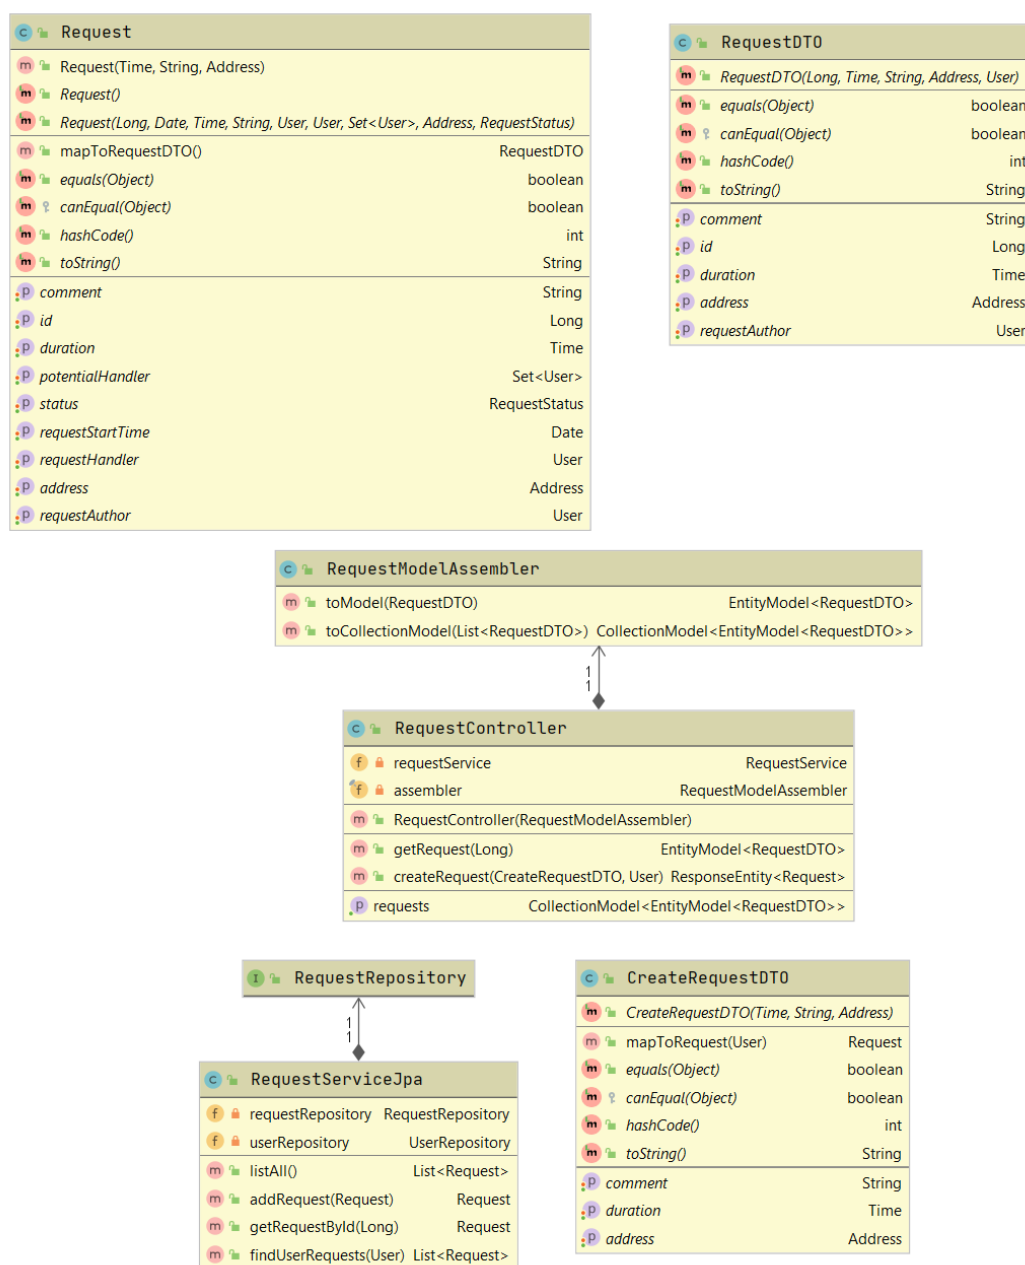 Request
Request(Time, String, Address)
Request()
Request(Long, Date, Time, String, User, User, Set<User>, Address, RequestStatus)
mapToRequestDTO() RequestDTO
equals(Object) boolean
canEqual(Object) boolean
hashCode() int
toString() String
comment String
id Long
duration Time
potentialHandler Set<User>
status RequestStatus
requestStartTime Date
requestHandler User
address Address
requestAuthor User
RequestDTO
RequestDTO(Long, Time, String, Address, User)
equals(Object) boolean
canEqual(Object) boolean
hashCode() int
toString() String
comment String
id Long
duration Time
address Address
requestAuthor User
RequestModelAssembler
toModel(RequestDTO) EntityModel<RequestDTO>
toCollectionModel(List<RequestDTO>) CollectionModel<EntityModel<RequestDTO>>
1
1
RequestController
requestService RequestService
assembler RequestModelAssembler
RequestController(RequestModelAssembler)
getRequest(Long) EntityModel<RequestDTO>
createRequest(CreateRequestDTO, User) ResponseEntity<Request>
requests CollectionModel<EntityModel<RequestDTO>>
RequestRepository
1
1
RequestServiceJpa
requestRepository RequestRepository
userRepository UserRepository
listAll() List<Request>
addRequest(Request) Request
getRequestById(Long) Request
findUserRequests(User) List<Request>
CreateRequestDTO
CreateRequestDTO(Time, String, Address)
mapToRequest(User) Request
equals(Object) boolean
canEqual(Object) boolean
hashCode() int
toString() String
comment String
duration Time
address Address